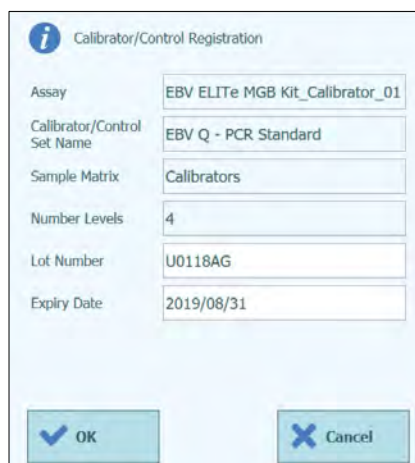 Calibrator/Control Registration
Assay EBV ELITe MGB Kit_Calibrator_01
Calibrator/Control
Set Name EBV Q - PCR Standard
Sample Matrix Calibrators
Number Levels 4
Lot Number U0118AG
Expiry Date 2019/08/31
OK Cancel